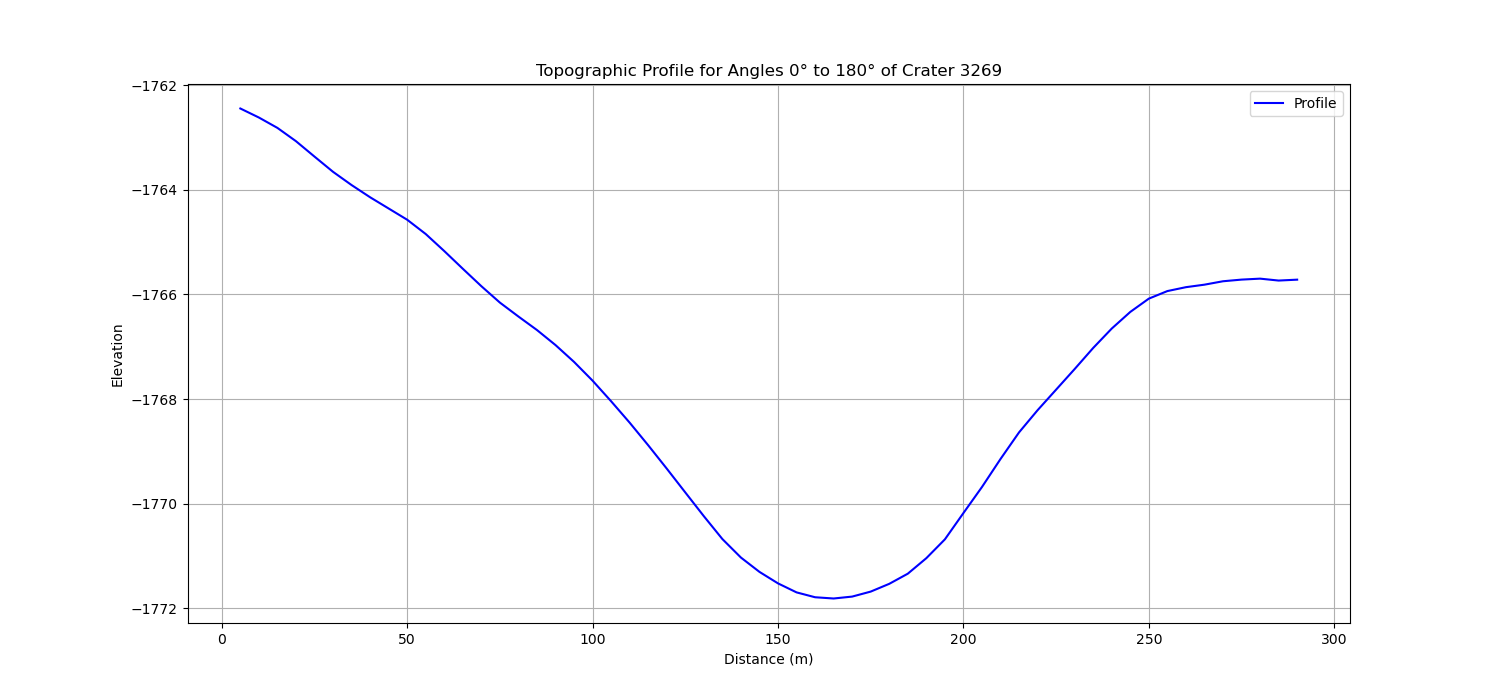 Topographic Profile for Angles 0° to 180° of Crater 3269
Profile
Elevation
−1762
−1764
−1766
−1768
−1770
−1772
0 50 100 150 200 250 300
Distance (m)